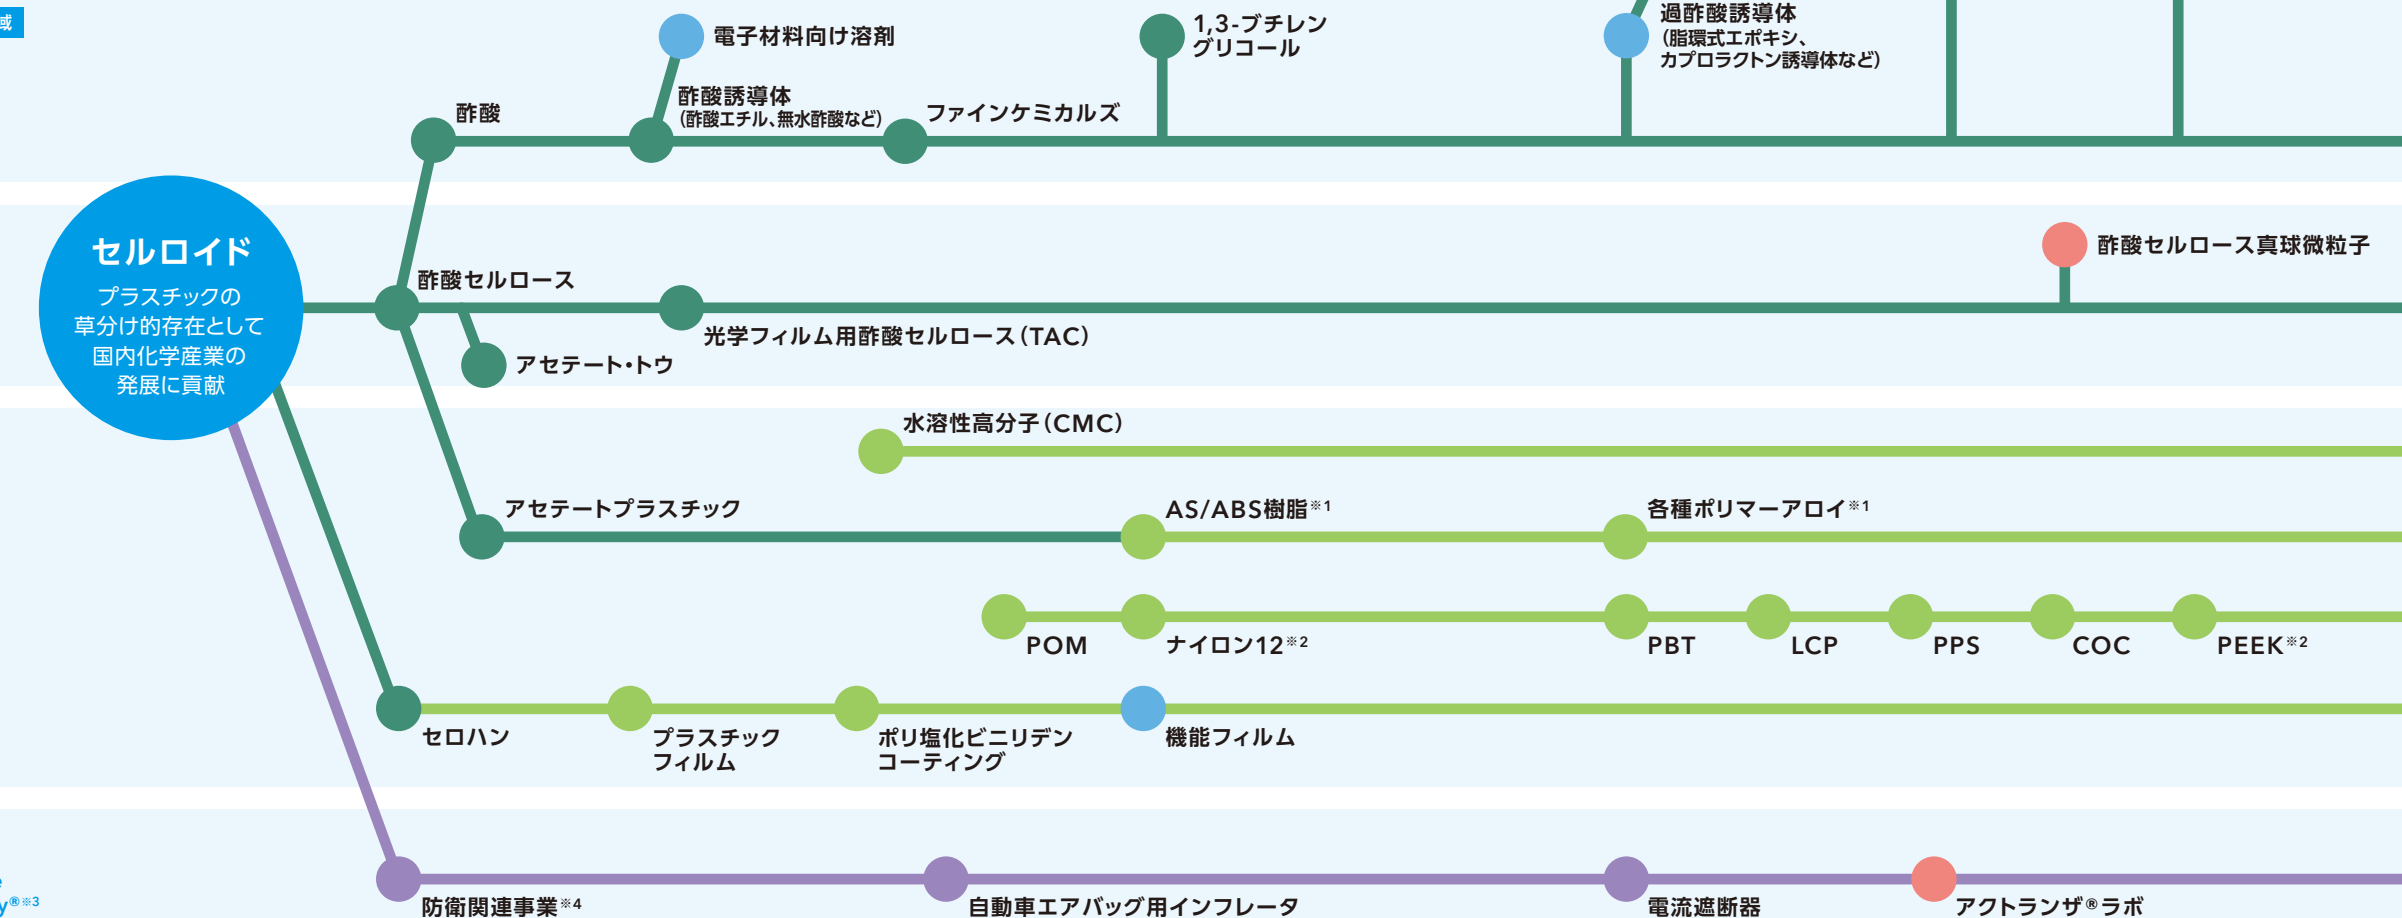 域
電子材料向け溶剤
1,3-ブチレン
グリコール
過酢酸誘導体
(脂環式エポキシ、
カプロラクトン誘導体など)
酢酸
酢酸誘導体
(酢酸エチル、無水酢酸など)
ファインケミカルズ
セルロイド
プラスチックの
草分け的存在として
国内化学産業の
発展に貢献
酢酸セルロース
酢酸セルロース真球微粒子
光学フィルム用酢酸セルロース(TAC)
アセテート・トウ
水溶性高分子(CMC)
アセテートプラスチック
AS/ABS樹脂※1
各種ポリマーアロイ※1
POM
ナイロン12※2
PBT
LCP
PPS
COC
PEEK※2
セロハン
プラスチック
フィルム
ポリ塩化ビニリデン
コーティング
機能フィルム
y®※3
防衛関連事業※4
自動車エアバッグ用インフレータ
電流遮断器
アクトランザ®ラボ